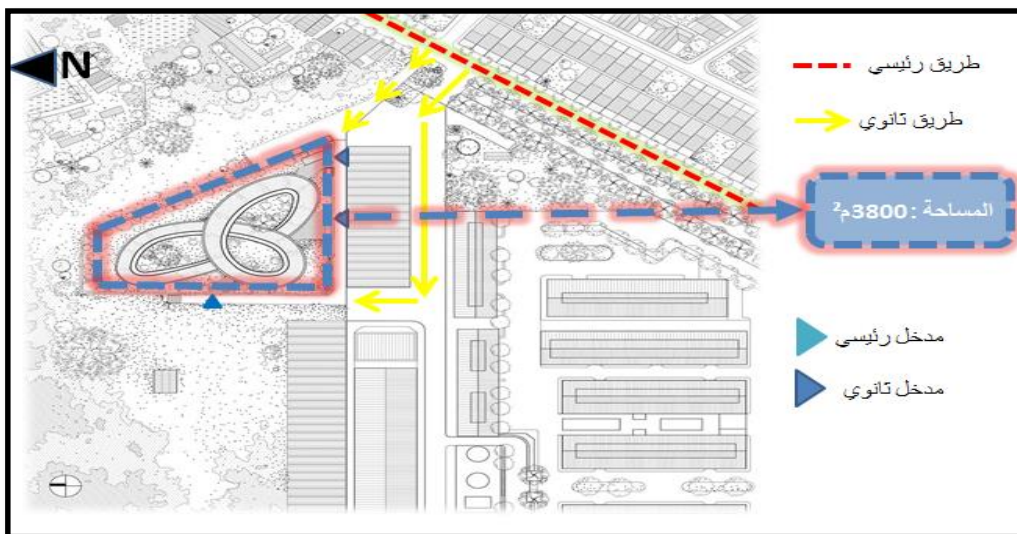 N
طريق رئيسي
طريق ثانوي
المساحة : 3800م²
مدخل رئيسي
مدخل ثانوي